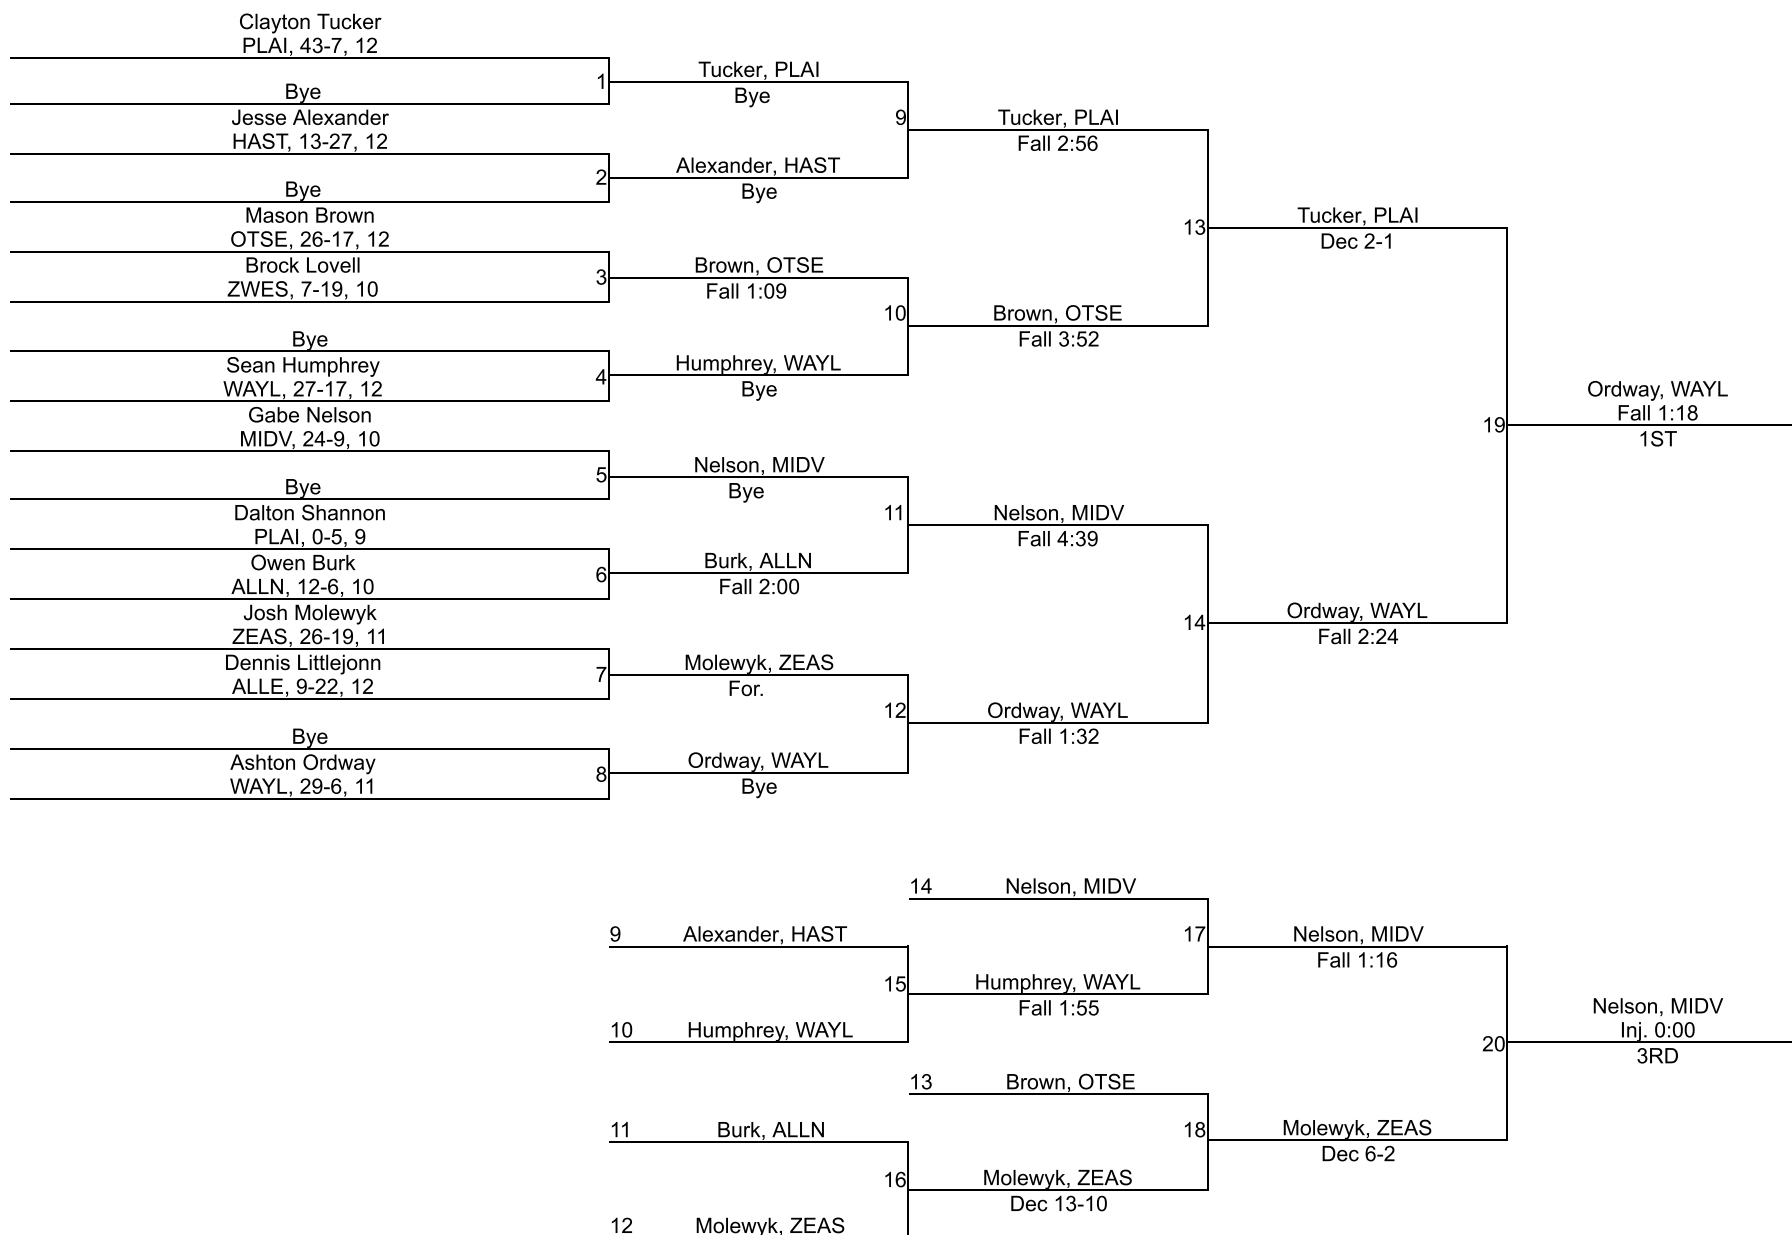 Clayton Tucker
PLAI, 43-7, 12
Bye
1
Jesse Alexander
HAST, 13-27, 12
Bye
2
Mason Brown
OTSE, 26-17, 12
Brock Lovell
ZWES, 7-19, 10
3
Bye
Sean Humphrey
WAYL, 27-17, 12
4
Gabe Nelson
MIDV, 24-9, 10
Bye
5
Dalton Shannon
PLAI, 0-5, 9
Owen Burk
ALLN, 12-6, 10
6
Josh Molewyk
ZEAS, 26-19, 11
Dennis Littlejonn
ALLE, 9-22, 12
7
Bye
Ashton Ordway
WAYL, 29-6, 11
8
Tucker, PLAI
Bye
9
Alexander, HAST
Bye
Brown, OTSE
Fall 1:09
10
Humphrey, WAYL
Bye
Nelson, MIDV
Bye
11
Burk, ALLN
Fall 2:00
Molewyk, ZEAS
For.
12
Ordway, WAYL
Bye
Tucker, PLAI
Fall 2:56
13
Brown, OTSE
Fall 3:52
Nelson, MIDV
Fall 4:39
14
Ordway, WAYL
Fall 1:32
Tucker, PLAI
Dec 2-1
19
Ordway, WAYL
Fall 2:24
Ordway, WAYL
Fall 1:18
1ST
9 Alexander, HAST
15
10 Humphrey, WAYL
11 Burk, ALLN
16
12 Molewyk, ZEAS
14 Nelson, MIDV
17
Humphrey, WAYL
Fall 1:55
13 Brown, OTSE
18
Molewyk, ZEAS
Dec 13-10
Nelson, MIDV
Fall 1:16
20
Molewyk, ZEAS
Dec 6-2
Nelson, MIDV
Inj. 0:00
3RD